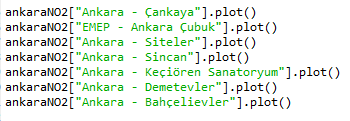 ankaraNO2["Ankara - Çankaya"].plot()
ankaraNO2["EMEP - Ankara Çubuk"].plot()
ankaraNO2["Ankara - Siteler"].plot()
ankaraNO2["Ankara - Sincan"].plot()
ankaraNO2["Ankara - Keçiören Sanatoryum"].plot()
ankaraNO2["Ankara - Demetevler"].plot()
ankaraNO2["Ankara - Bahçelievler"].plot()